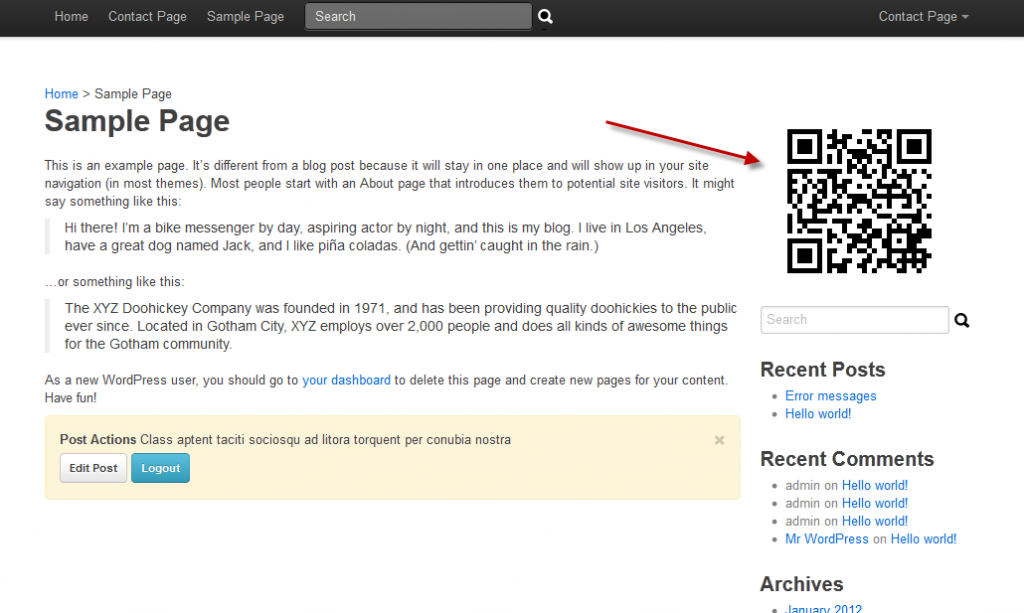 Home Contact Page Sample Page Search Contact Page
Home > Sample Page
Sample Page
This is an example page. It's different from a blog post because it will stay in one place and will show up in your site
navigation (in most themes). Most people start with an About page that introduces them to potential site visitors. It might
say something like this:
Hi there! I'm a bike messenger by day, aspiring actor by night, and this is my blog. I live in Los Angeles,
have a great dog named Jack, and I like piña coladas. (And gettin' caught in the rain.)
…or something like this:
The XYZ Doohickey Company was founded in 1971, and has been providing quality doohickies to the public
ever since. Located in Gotham City, XYZ employs over 2,000 people and does all kinds of awesome things
for the Gotham community.
As a new WordPress user, you should go to your dashboard to delete this page and create new pages for your content.
Have fun!
Post Actions Class aptent taciti sociosqu ad litora torquent per conubia nostra ×
Edit Post Logout
Search
Recent Posts
Error messages
Hello world!
Recent Comments
admin on Hello world!
admin on Hello world!
admin on Hello world!
Mr WordPress on Hello world!
Archives
January 2012